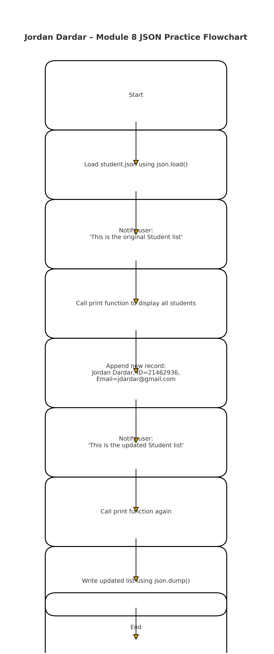 Jordan Dardar – Module 8 JSON Practice Flowchart
Start
Load student.json using json.load()
Notify user:
'This is the original Student list'
Call print function to display all students
Append new record:
Jordan Dardar, ID=21462936,
Email=jdardar@gmail.com
Notify user:
'This is the updated Student list'
Call print function again
Write updated list using json.dump()
End